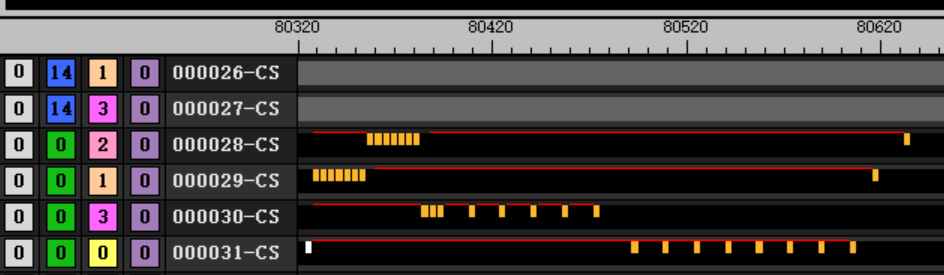 80320 80420 80520 80620
0 14 1 0 000026-CS
0 14 3 0 000027-CS
0 0 2 0 000028-CS
0 0 1 0 000029-CS
0 0 3 0 000030-CS
0 0 0 0 000031-CS